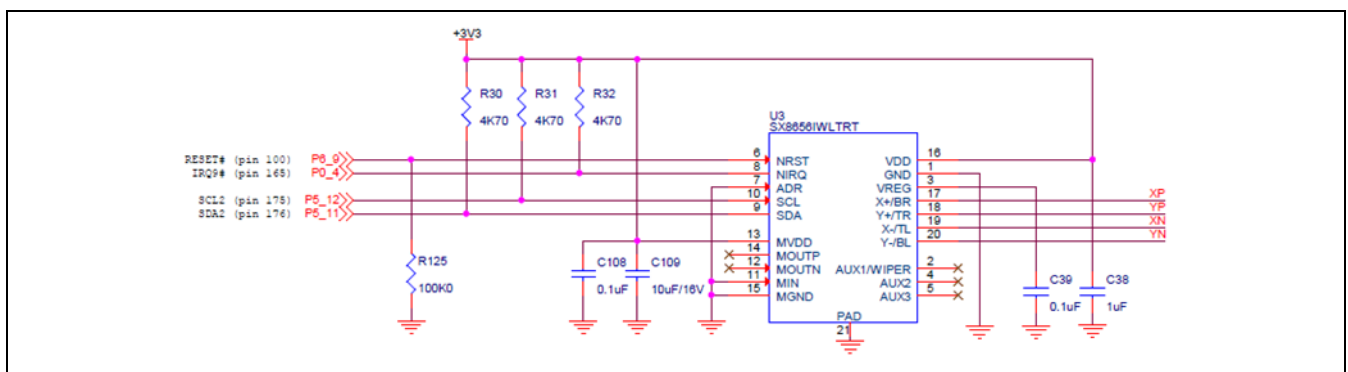 +3V3
R30
R31
R32
4K70
4K70
4K70
U3
SX8656IWLTRT
RESET# (pin 100) P6_9
IRQ9# (pin 165) P0_4
SCL2 (pin 175) P5_12
SDA2 (pin 176) P5_11
6 NRST
8 NIRQ
7 ADR
10 SCL
9 SDA
13 MVDD
14 MOUTP
12 MOUTN
11 MIN
15 MGND
VDD 16
GND 1
VREG 3
X+/BR 17 XP
Y+/TR 18 YP
X-/TL 19 XN
Y-/BL 20 YN
AUX1/WIPER 2
AUX2 4
AUX3 5
PAD
21
R125
100K0
C108
0.1uF
C109
10uF/16V
C39
0.1uF
C38
1uF